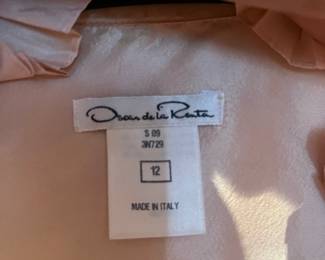 Oscar de la Renta
S 09
3N729
12
MADE IN ITALY